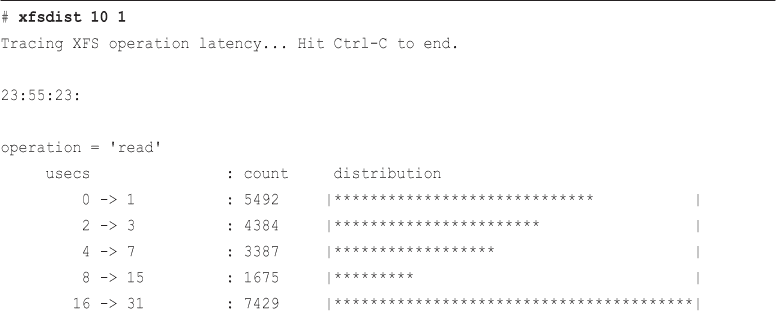 # xfsdist 10 1
Tracing XFS operation latency... Hit Ctrl-C to end.
23:55:23:
operation = 'read'
     usecs               : count     distribution
         0 -> 1          : 5492     |*****************************           |
         2 -> 3          : 4384     |***********************                 |
         4 -> 7          : 3387     |******************                      |
         8 -> 15         : 1675     |*********                               |
        16 -> 31         : 7429     |****************************************|